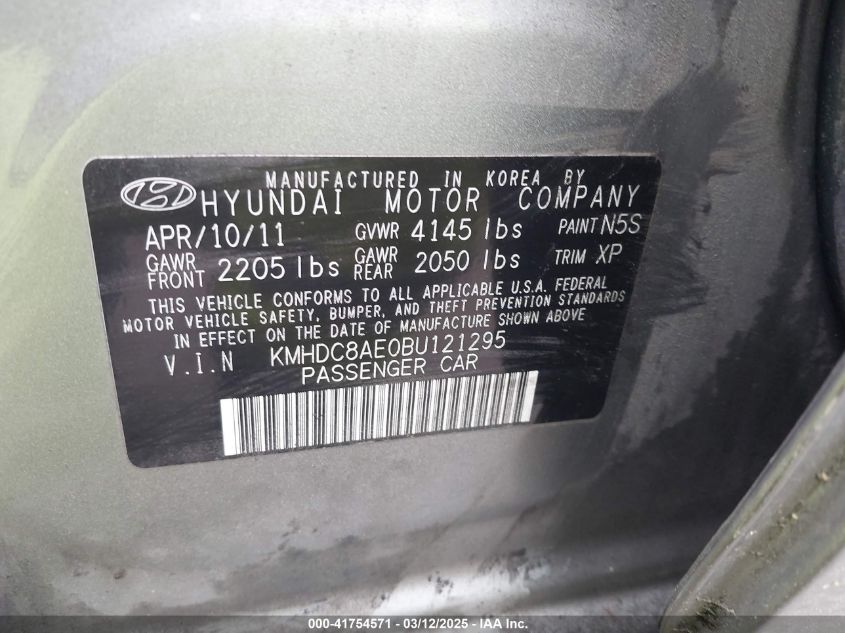 MANUFACTURED IN KOREA BY
HYUNDAI MOTOR COMPANY
APR/10/11 GVWR 4145 lbs PAINT N5S
GAWR FRONT 2205 lbs GAWR REAR 2050 lbs TRIM XP
THIS VEHICLE CONFORMS TO ALL APPLICABLE U.S.A. FEDERAL
MOTOR VEHICLE SAFETY, BUMPER, AND THEFT PREVENTION STANDARDS
IN EFFECT ON THE DATE OF MANUFACTURE SHOWN ABOVE
V.I.N KMHDC8AE0BU121295
PASSENGER CAR
000-41754571 - 03/12/2025 - IAA Inc.